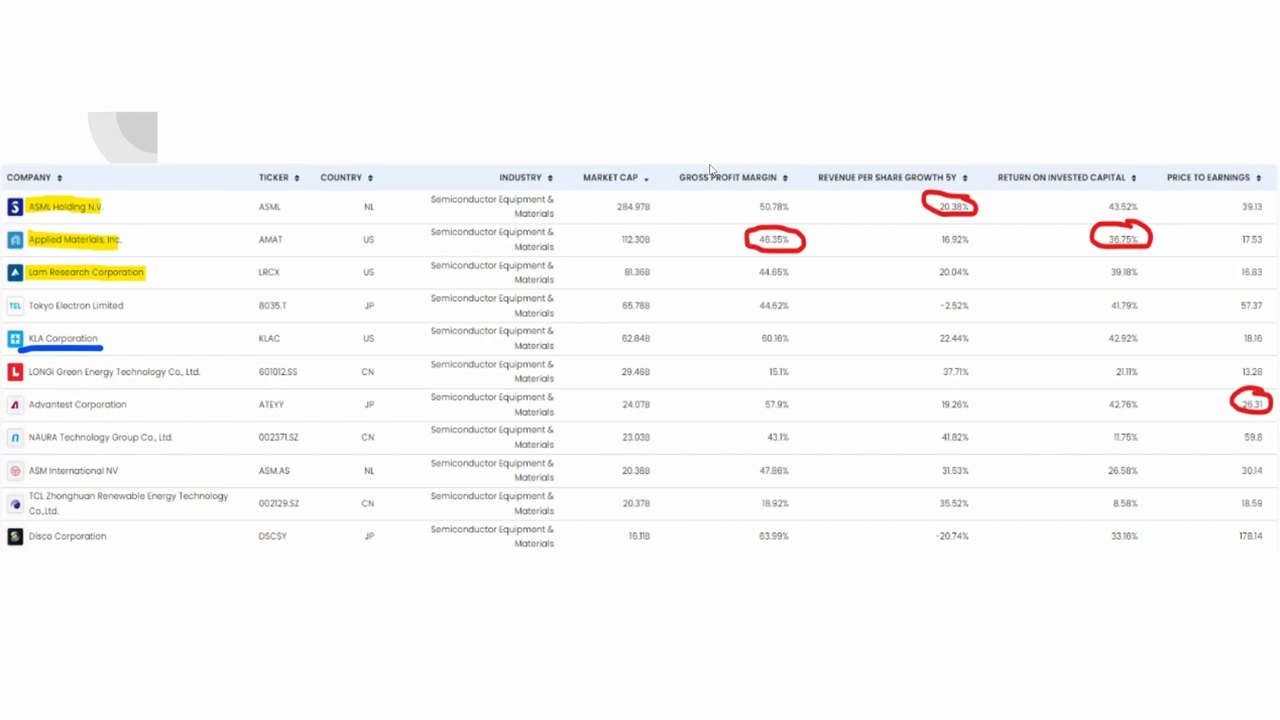 COMPANY TICKER COUNTRY INDUSTRY MARKET CAP GROSS PROFIT MARGIN REVENUE PER SHARE GROWTH 5Y RETURN ON INVESTED CAPITAL PRICE TO EARNINGS
ASML Holding N.V. ASML NL Semiconductor Equipment & 284.97B 50.78% 20.38% 43.52% 39.13
Materials
Applied Materials, Inc. AMAT US Semiconductor Equipment & 112.30B 46.35% 16.92% 36.75% 17.53
Materials
Lam Research Corporation LRCX US Semiconductor Equipment & 81.36B 44.65% 20.04% 39.18% 16.83
Materials
TEL Tokyo Electron Limited 8035.T JP Semiconductor Equipment & 65.78B 44.62% -2.52% 41.79% 57.37
Materials
KLA Corporation KLAC US Semiconductor Equipment & 62.84B 60.16% 22.44% 42.92% 18.16
Materials
LONGi Green Energy Technology Co., Ltd. 601012.SS CN Semiconductor Equipment & 29.46B 15.1% 37.71% 21.11% 13.28
Materials
Advantest Corporation ATEYY JP Semiconductor Equipment & 24.07B 57.9% 19.26% 42.76% 26.31
Materials
NAURA Technology Group Co., Ltd. 002371.SZ CN Semiconductor Equipment & 23.03B 43.1% 41.82% 11.75% 59.8
Materials
ASM International NV ASM.AS NL Semiconductor Equipment & 20.38B 47.86% 31.53% 26.58% 30.14
Materials
TCL Zhonghuan Renewable Energy Technology Co.,Ltd. 002129.SZ CN Semiconductor Equipment & 20.37B 18.92% 35.52% 8.58% 18.59
Materials
Disco Corporation DSCSY JP Semiconductor Equipment & 16.11B 63.99% -20.74% 33.16% 178.14
Materials